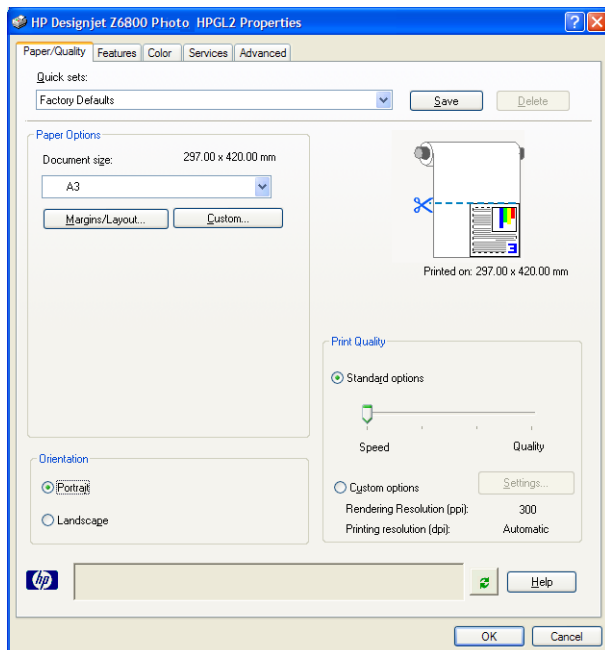 HP Designjet Z6800 Photo HPGL2 Properties
Paper/Quality Features Color Services Advanced
Quick sets:
Factory Defaults
Save
Delete
Paper Options
Document size: 297.00 x 420.00 mm
A3
Margins/Layout...
Custom...
3
Printed on: 297.00 x 420.00 mm
Print Quality
Standard options
Speed Quality
Custom options
Settings...
Rendering Resolution (ppi): 300
Printing resolution (dpi): Automatic
Orientation
Portrait
Landscape
hp
Help
OK
Cancel